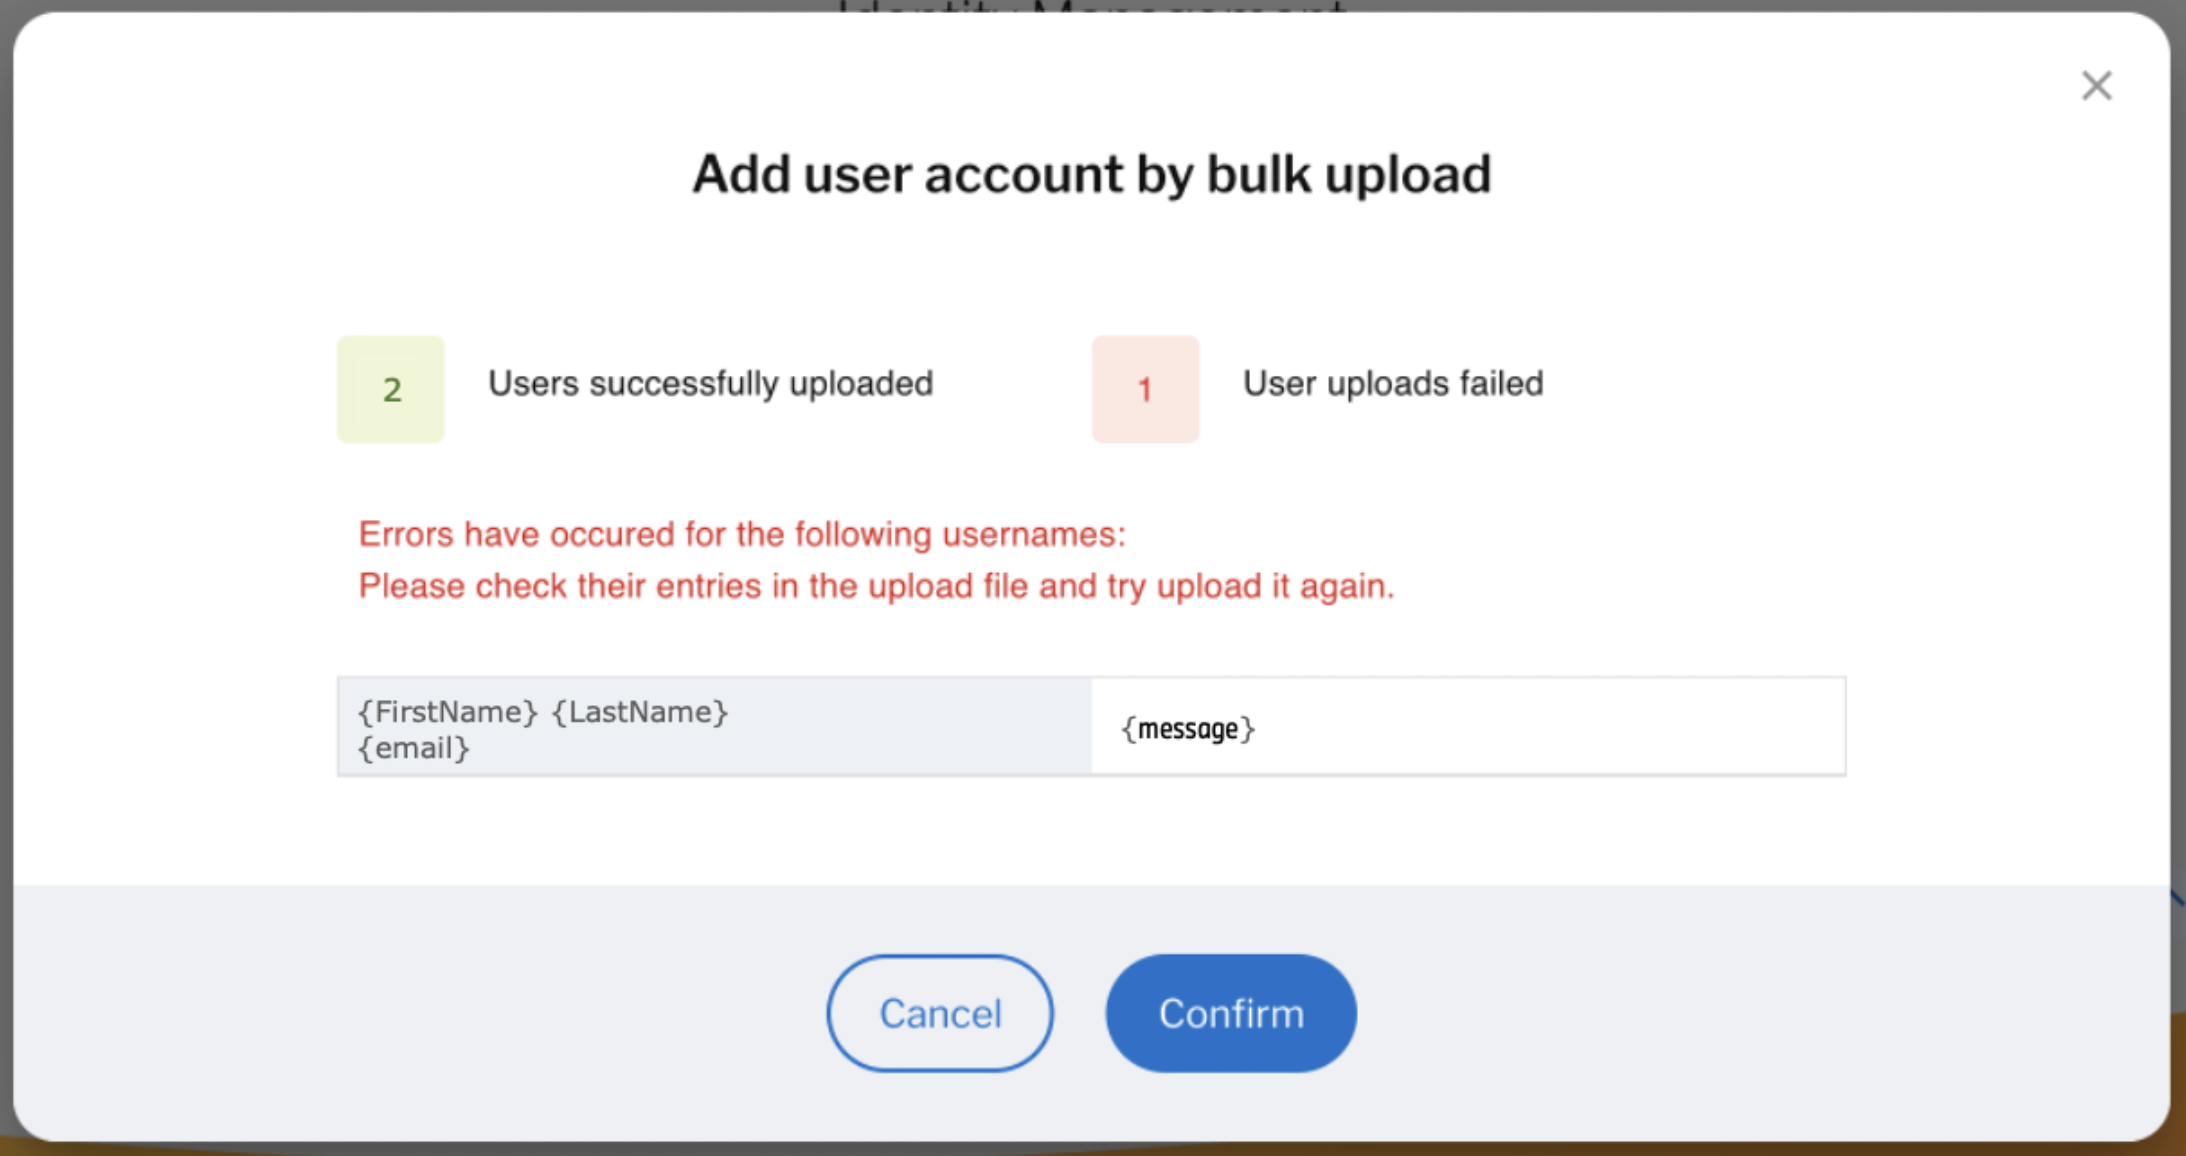 Identity Management
Add user account by bulk upload
2 Users successfully uploaded 1 User uploads failed
Errors have occured for the following usernames:
Please check their entries in the upload file and try upload it again.
{FirstName} {LastName}
{email}
{message}
Cancel Confirm